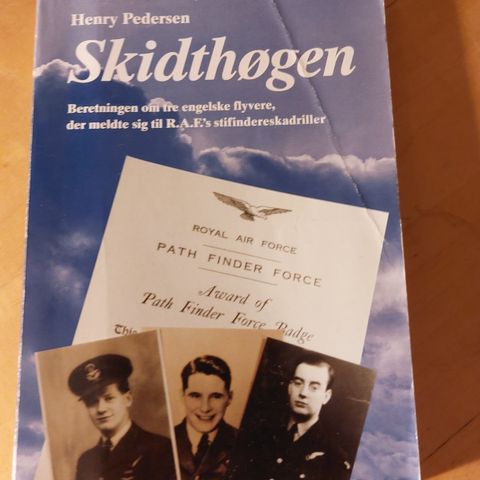 Henry Pedersen
Skidthøgen
Beretningen om tre engelske flyvere,
der meldte sig til R.A.F.'s stifindereskadriller
ROYAL AIR FORCE
PATH FINDER FORCE
Award of
Path Finder Force Badge
This